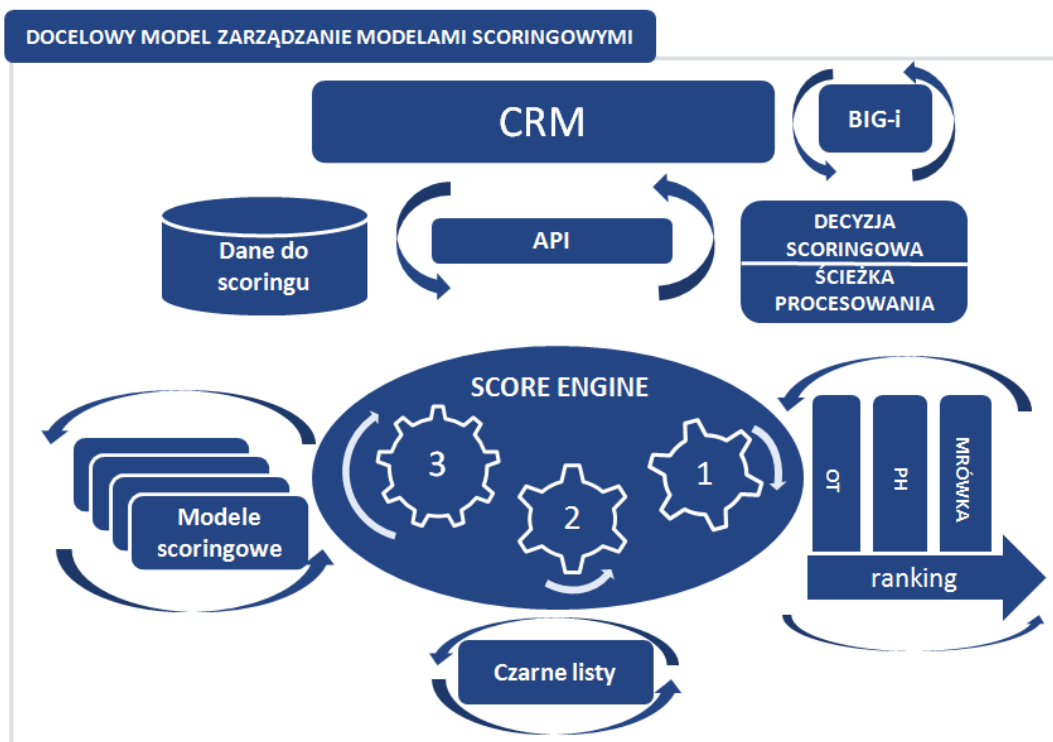 DOCELOWY MODEL ZARZĄDZANIE MODELAMI SCORINGOWYMI
CRM
BIG-i
Dane do
scoringu
API
DECYZJA
SCORINGOWA
ŚCIEŻKA
PROCESOWANIA
SCORE ENGINE
3
2
1
Modele
scoringowe
OT
PH
MRÓWKA
ranking
Czarne listy